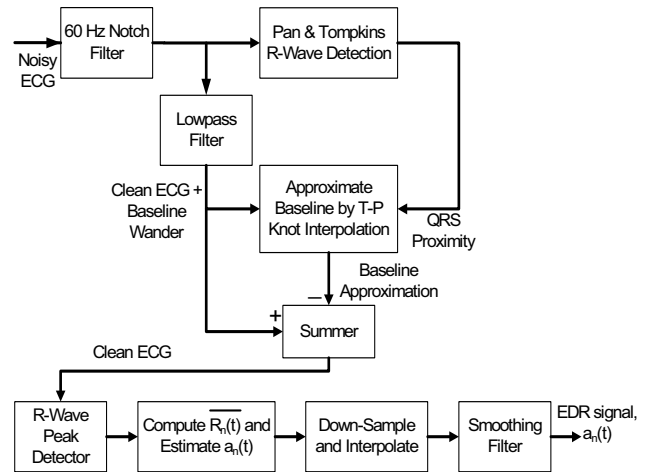 60 Hz Notch
Filter
Pan & Tompkins
R-Wave Detection
Noisy
ECG
Lowpass
Filter
Clean ECG +
Baseline
Wander
Approximate
Baseline by T-P
Knot Interpolation
QRS
Proximity
Baseline
Approximation
–
+
Summer
Clean ECG
R-Wave
Peak
Detector
Compute R̅n̅(̅t̅)̅ and
Estimate an(t)
Down-Sample
and Interpolate
Smoothing
Filter
EDR signal,
an(t)